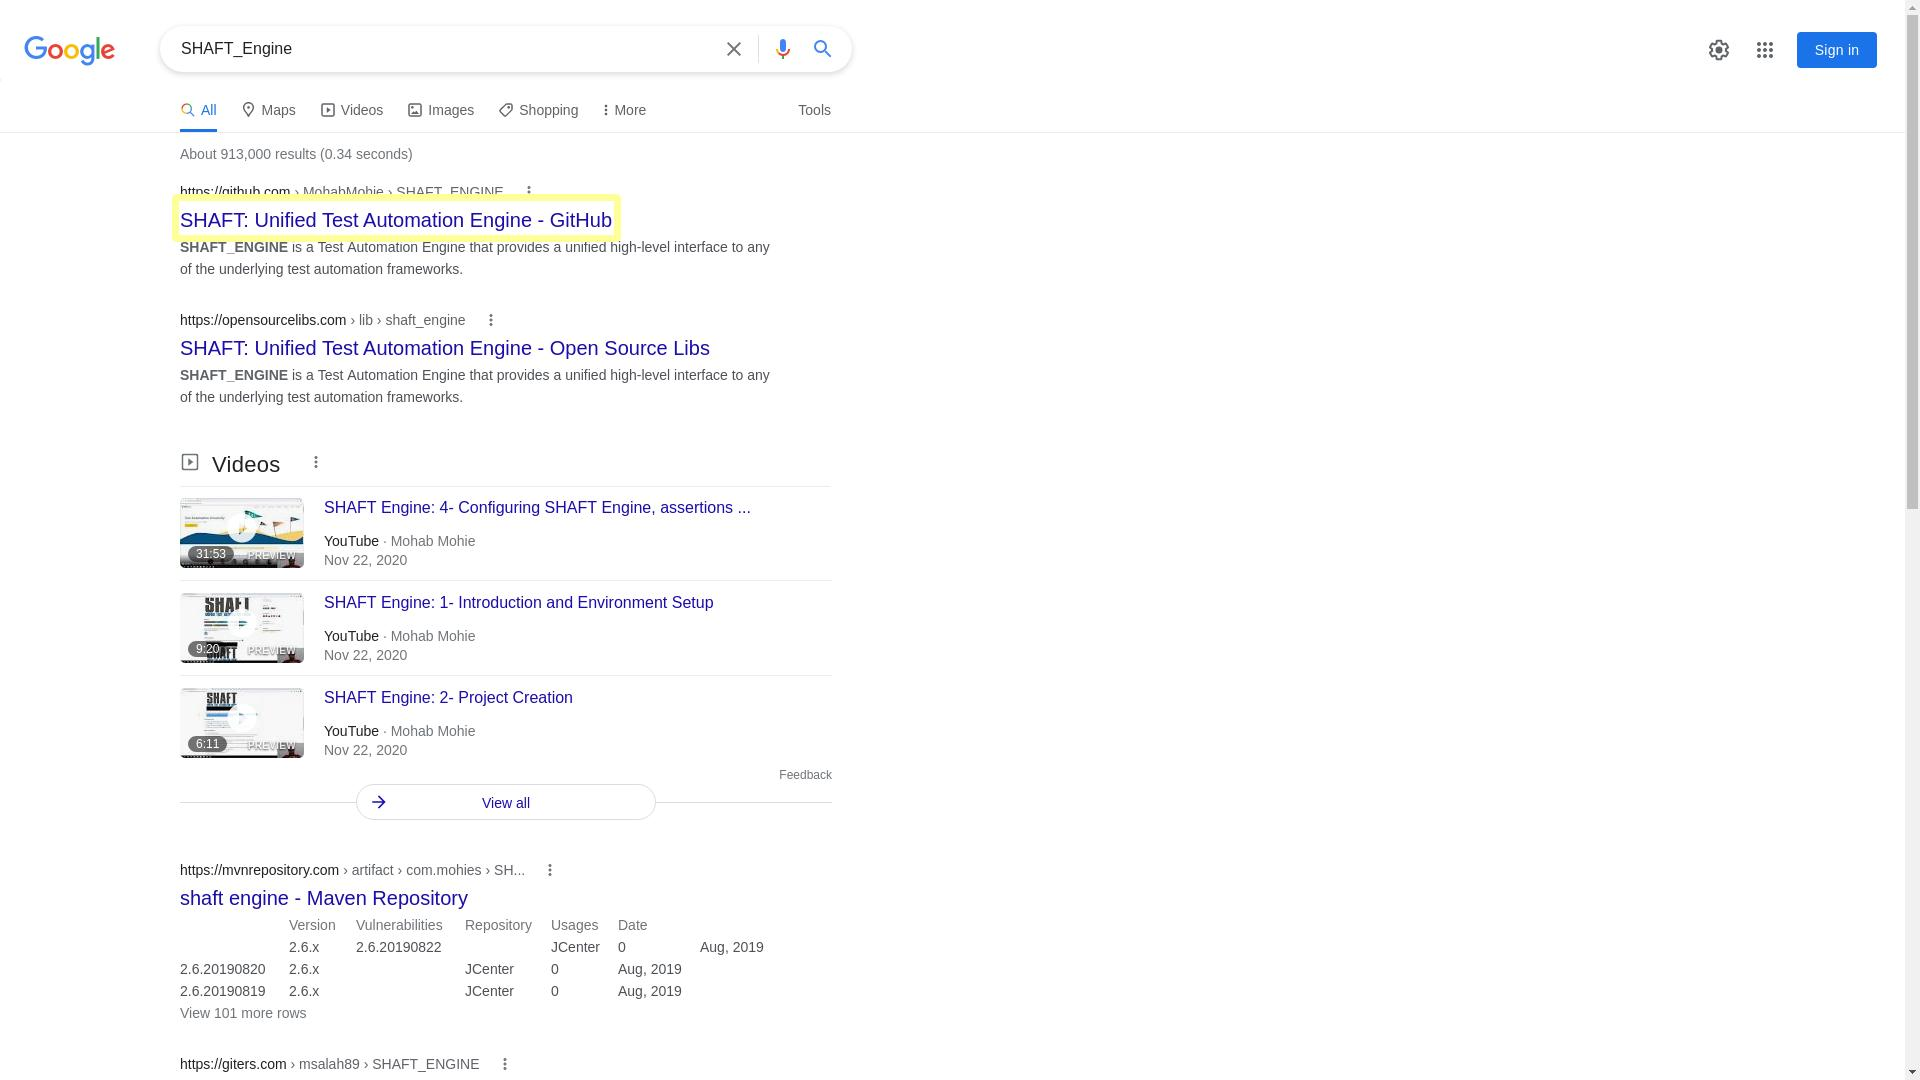 Google
SHAFT_Engine
Sign in
All
Maps
Videos
Images
Shopping
More
Tools
About 913,000 results (0.34 seconds)
https://github.com › MohabMohie › SHAFT_ENGINE
SHAFT: Unified Test Automation Engine - GitHub
SHAFT_ENGINE is a Test Automation Engine that provides a unified high-level interface to any
of the underlying test automation frameworks.
https://opensourcelibs.com › lib › shaft_engine
SHAFT: Unified Test Automation Engine - Open Source Libs
SHAFT_ENGINE is a Test Automation Engine that provides a unified high-level interface to any
of the underlying test automation frameworks.
Videos
31:53 PREVIEW
SHAFT Engine: 4- Configuring SHAFT Engine, assertions ...
YouTube · Mohab Mohie
Nov 22, 2020
SHAFT
9:20 PREVIEW
SHAFT Engine: 1- Introduction and Environment Setup
YouTube · Mohab Mohie
Nov 22, 2020
SHAFT
6:11 PREVIEW
SHAFT Engine: 2- Project Creation
YouTube · Mohab Mohie
Nov 22, 2020
Feedback
View all
https://mvnrepository.com › artifact › com.mohies › SH...
shaft engine - Maven Repository
Version Vulnerabilities Repository Usages Date
2.6.x 2.6.20190822 JCenter 0 Aug, 2019
2.6.20190820 2.6.x JCenter 0 Aug, 2019
2.6.20190819 2.6.x JCenter 0 Aug, 2019
View 101 more rows
https://giters.com › msalah89 › SHAFT_ENGINE